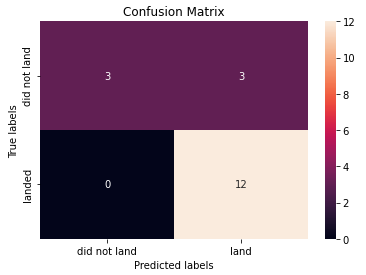 Confusion Matrix
True labels
did not land
landed
3 3
0 12
did not land land
Predicted labels
12
10
8
6
4
2
0